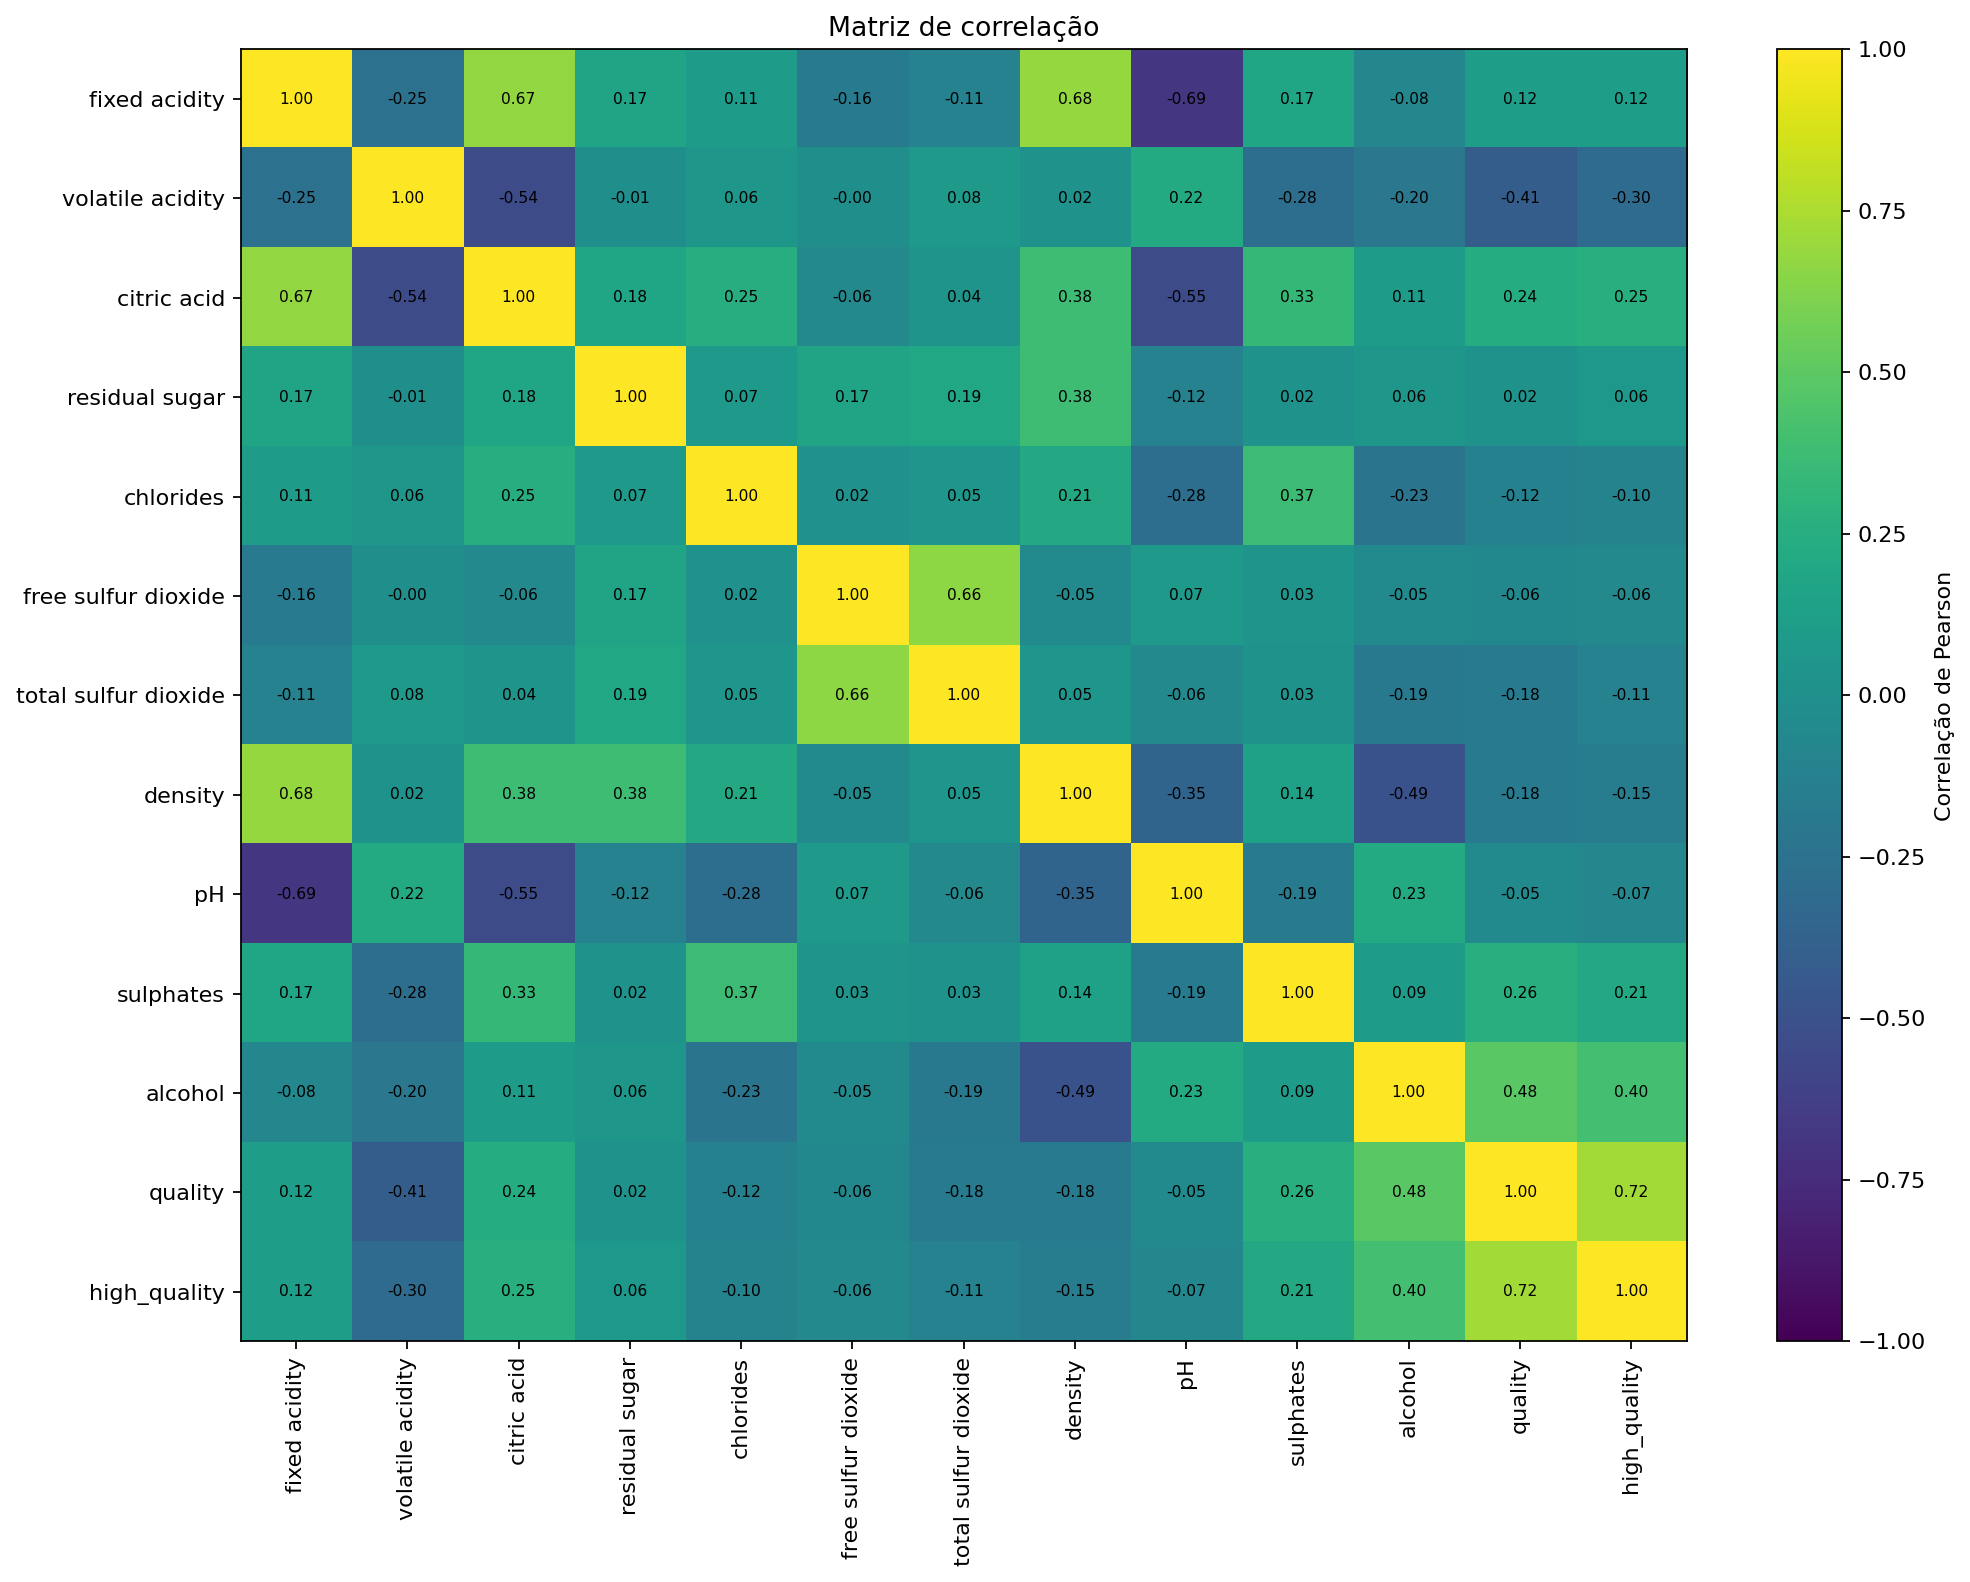 Matriz de correlação
fixed acidity 1.00 -0.25 0.67 0.17 0.11 -0.16 -0.11 0.68 -0.69 0.17 -0.08 0.12 0.12
volatile acidity -0.25 1.00 -0.54 -0.01 0.06 -0.00 0.08 0.02 0.22 -0.28 -0.20 -0.41 -0.30
citric acid 0.67 -0.54 1.00 0.18 0.25 -0.06 0.04 0.38 -0.55 0.33 0.11 0.24 0.25
residual sugar 0.17 -0.01 0.18 1.00 0.07 0.17 0.19 0.38 -0.12 0.02 0.06 0.02 0.06
chlorides 0.11 0.06 0.25 0.07 1.00 0.02 0.05 0.21 -0.28 0.37 -0.23 -0.12 -0.10
free sulfur dioxide -0.16 -0.00 -0.06 0.17 0.02 1.00 0.66 -0.05 0.07 0.03 -0.05 -0.06 -0.06
total sulfur dioxide -0.11 0.08 0.04 0.19 0.05 0.66 1.00 0.05 -0.06 0.03 -0.19 -0.18 -0.11
density 0.68 0.02 0.38 0.38 0.21 -0.05 0.05 1.00 -0.35 0.14 -0.49 -0.18 -0.15
pH -0.69 0.22 -0.55 -0.12 -0.28 0.07 -0.06 -0.35 1.00 -0.19 0.23 -0.05 -0.07
sulphates 0.17 -0.28 0.33 0.02 0.37 0.03 0.03 0.14 -0.19 1.00 0.09 0.26 0.21
alcohol -0.08 -0.20 0.11 0.06 -0.23 -0.05 -0.19 -0.49 0.23 0.09 1.00 0.48 0.40
quality 0.12 -0.41 0.24 0.02 -0.12 -0.06 -0.18 -0.18 -0.05 0.26 0.48 1.00 0.72
high_quality 0.12 -0.30 0.25 0.06 -0.10 -0.06 -0.11 -0.15 -0.07 0.21 0.40 0.72 1.00
fixed acidity
volatile acidity
citric acid
residual sugar
chlorides
free sulfur dioxide
total sulfur dioxide
density
pH
sulphates
alcohol
quality
high_quality
1.00
0.75
0.50
0.25
0.00
−0.25
−0.50
−0.75
−1.00
Correlação de Pearson